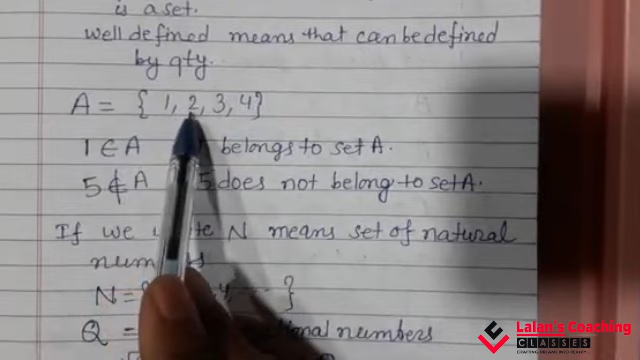 is a set.
well defined means that can be defined
by qty.
A = { 1, 2, 3, 4}
1 ∈ A belongs to set A.
5 ∉ A 5 does not belong to set A.
If we N means set of natural
N = { 4, }
Q = numbers
Lalan's Coaching
CLASSES